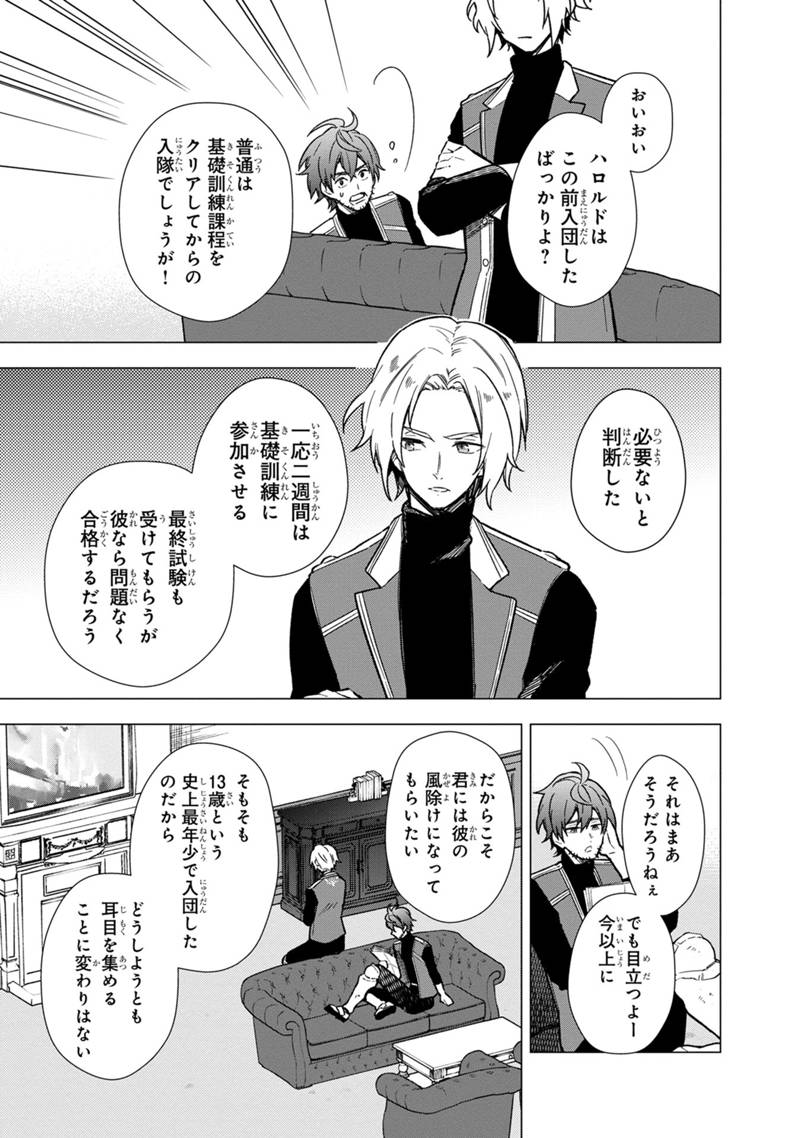 おいおい
ハロルドは
この前入団した
ばっかりよ？
普通は
基礎訓練課程を
クリアしてからの
入隊でしょうが！
必要ないと
判断した
一応二週間は
基礎訓練に
参加させる
最終試験も
受けてもらうが
彼なら問題なく
合格するだろう
それはまあ
そうだろうねぇ
でも目立つよー
今以上に
だからこそ
君には彼の
風除けになって
もらいたい
そもそも
13歳という
史上最年少で入団した
のだから
どうしようとも
耳目を集める
ことに変わりはない